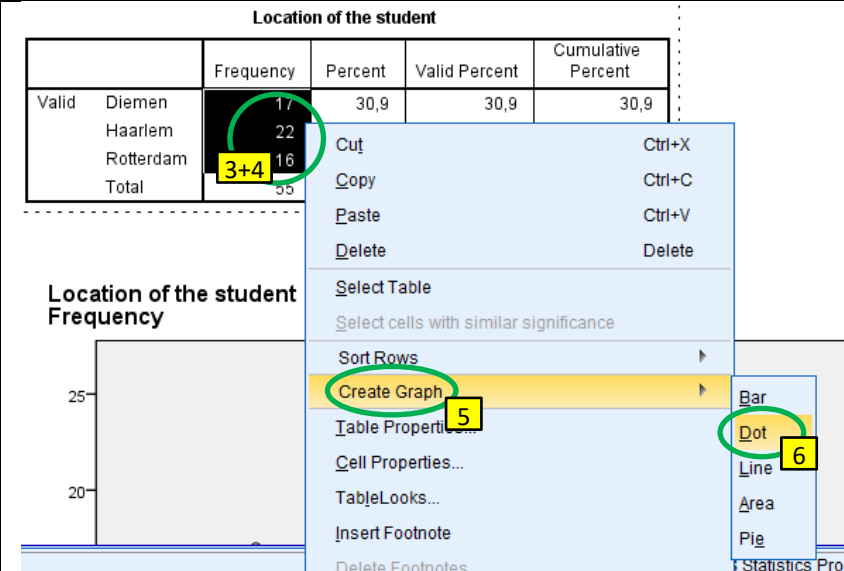 Location of the student
Frequency Percent Valid Percent Cumulative Percent
Valid Diemen 17 30,9 30,9 30,9
Haarlem 22
Rotterdam 16
Total 55
3+4
Cut Ctrl+X
Copy Ctrl+C
Paste Ctrl+V
Delete Delete
Select Table
Select cells with similar significance
Sort Rows
Create Graph
5
Table Properties...
Cell Properties...
TableLooks...
Insert Footnote
Delete Footnotes
Bar
Dot
6
Line
Area
Pie
Location of the student
Frequency
25
20
Statistics Pro